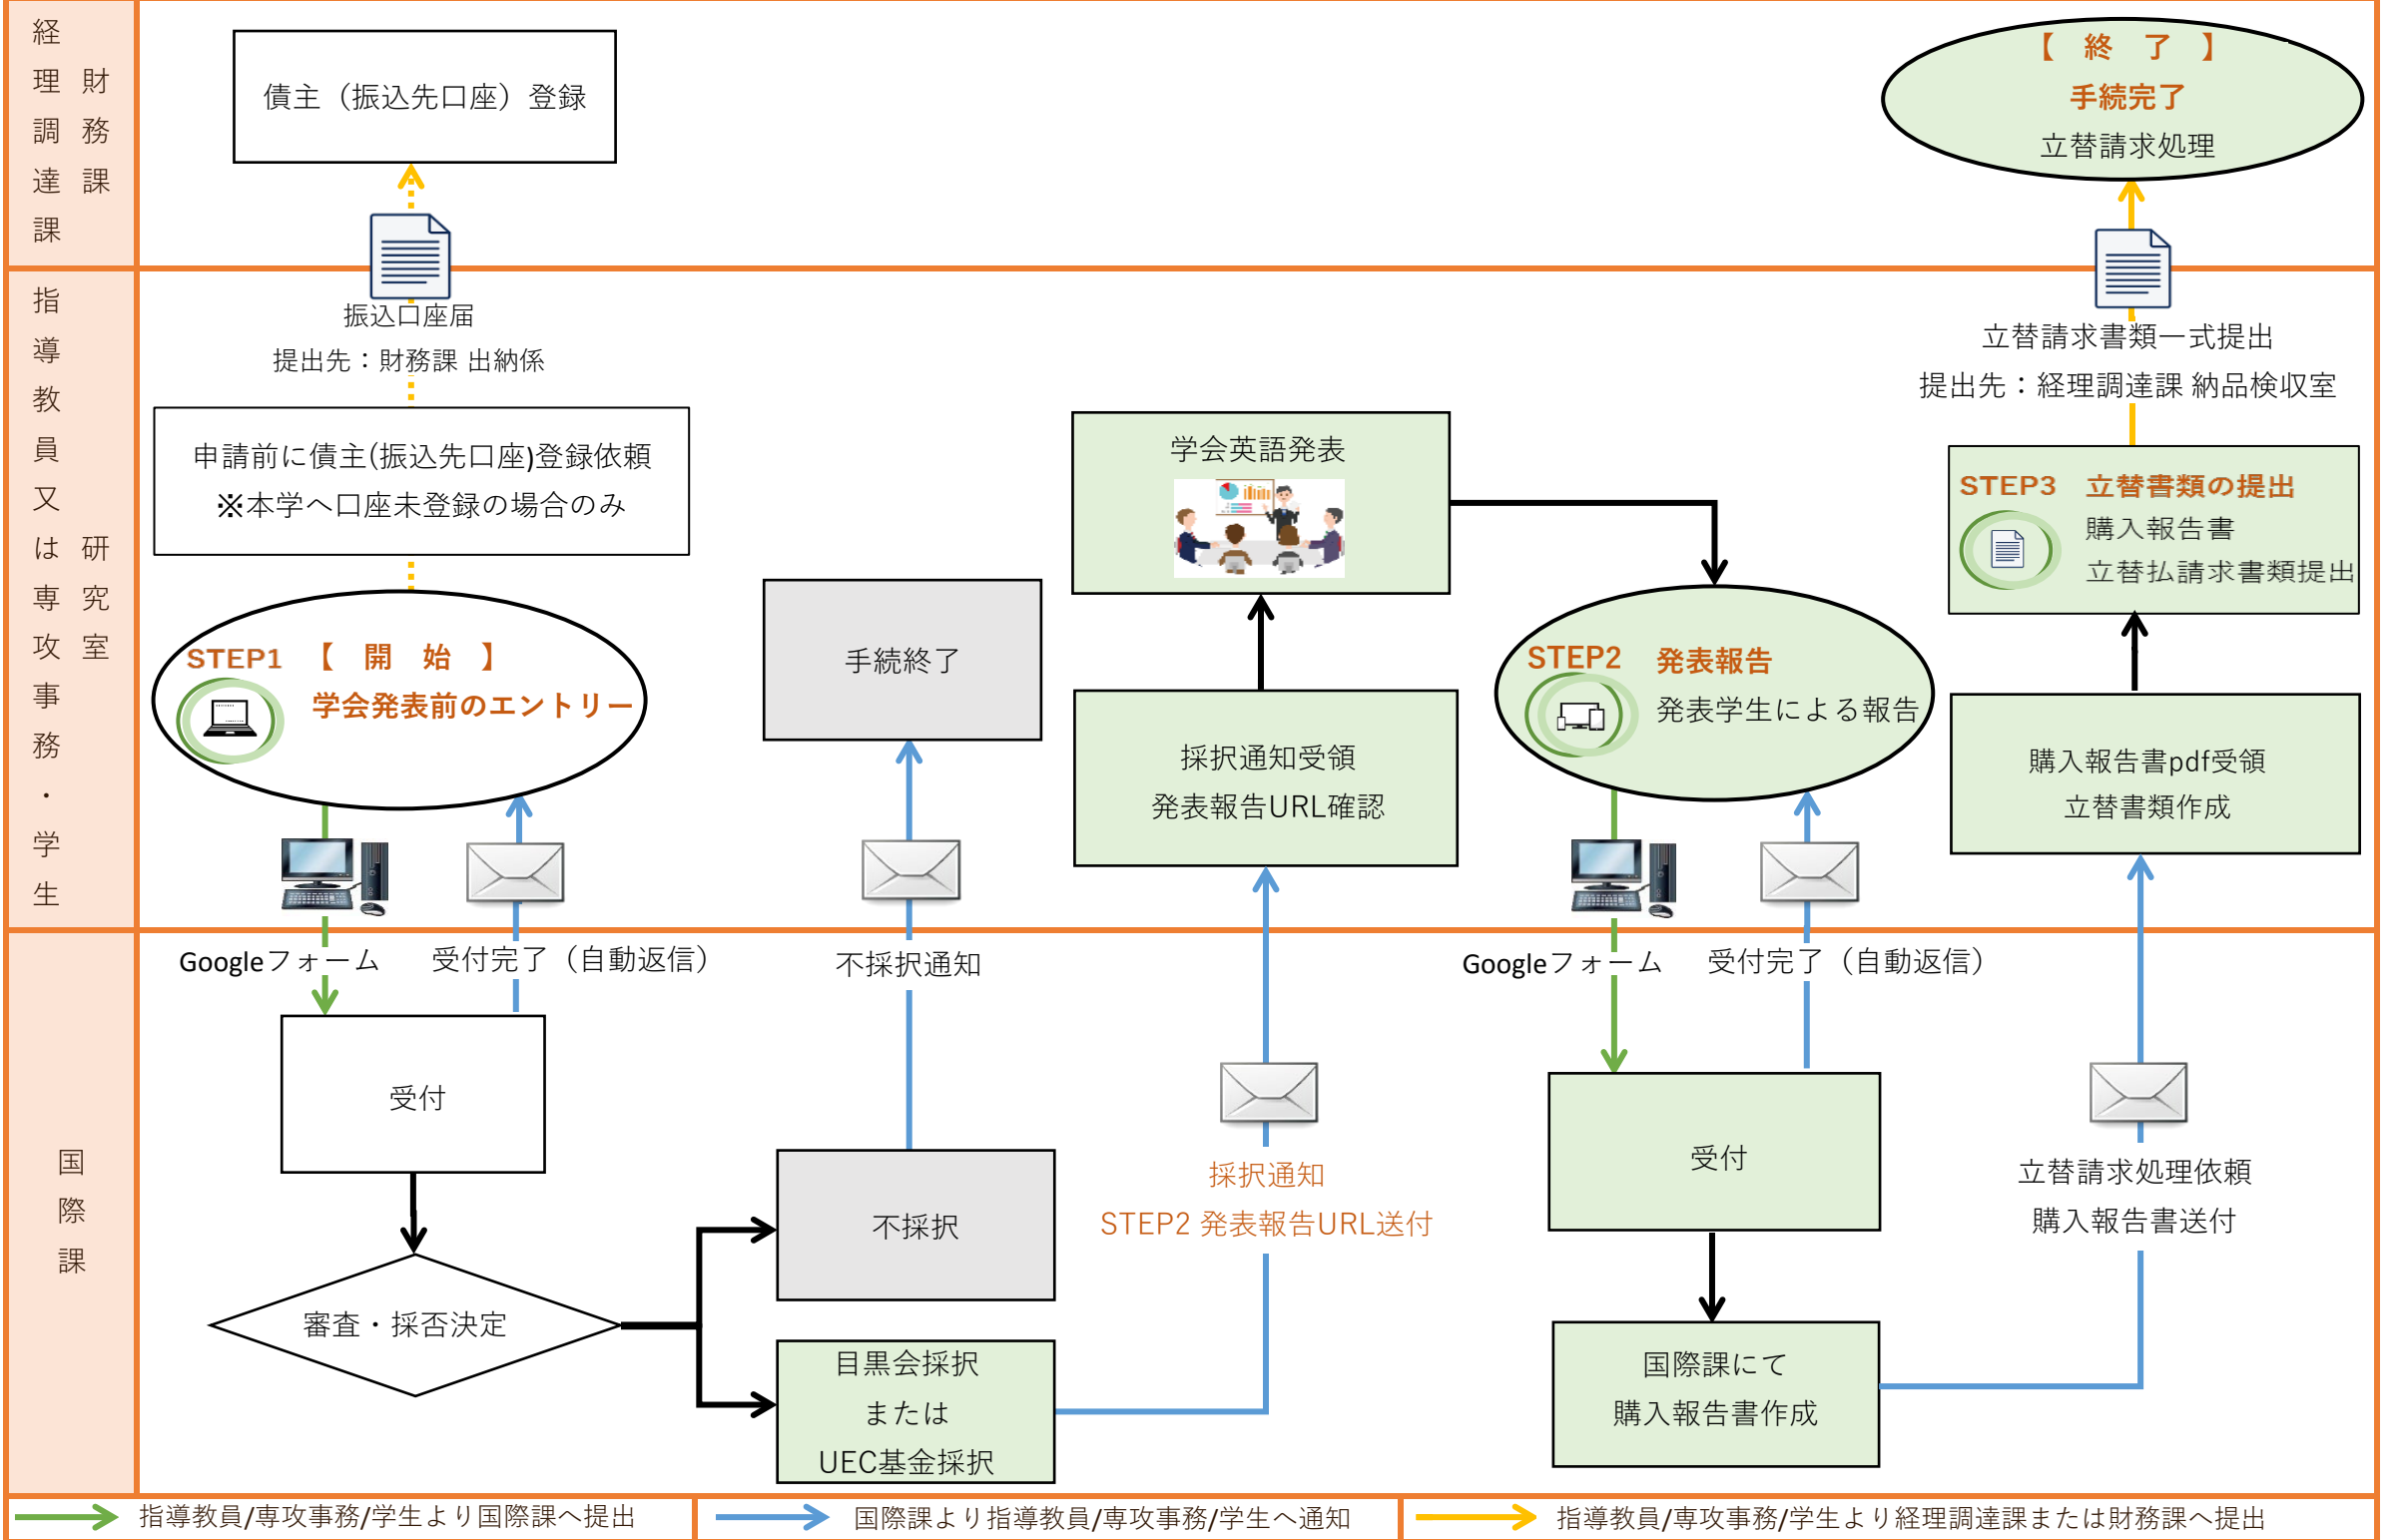 経理調達課
財務課
債主（振込先口座）登録
【　終　了　】
手続完了
立替請求処理
指導教員又は専攻事務・学生
研究室
振込口座届
提出先：財務課 出納係
申請前に債主(振込先口座)登録依頼
※本学へ口座未登録の場合のみ
STEP1　【　開　始　】
学会発表前のエントリー
手続終了
学会英語発表
採択通知受領
発表報告URL確認
STEP2　発表報告
発表学生による報告
立替請求書類一式提出
提出先：経理調達課 納品検収室
STEP3　立替書類の提出
購入報告書
立替払請求書類提出
購入報告書pdf受領
立替書類作成
国際課
Googleフォーム
受付完了（自動返信）
不採択通知
Googleフォーム
受付完了（自動返信）
受付
審査・採否決定
不採択
目黒会採択
または
UEC基金採択
採択通知
STEP2 発表報告URL送付
受付
国際課にて
購入報告書作成
立替請求処理依頼
購入報告書送付
指導教員/専攻事務/学生より国際課へ提出
国際課より指導教員/専攻事務/学生へ通知
指導教員/専攻事務/学生より経理調達課または財務課へ提出